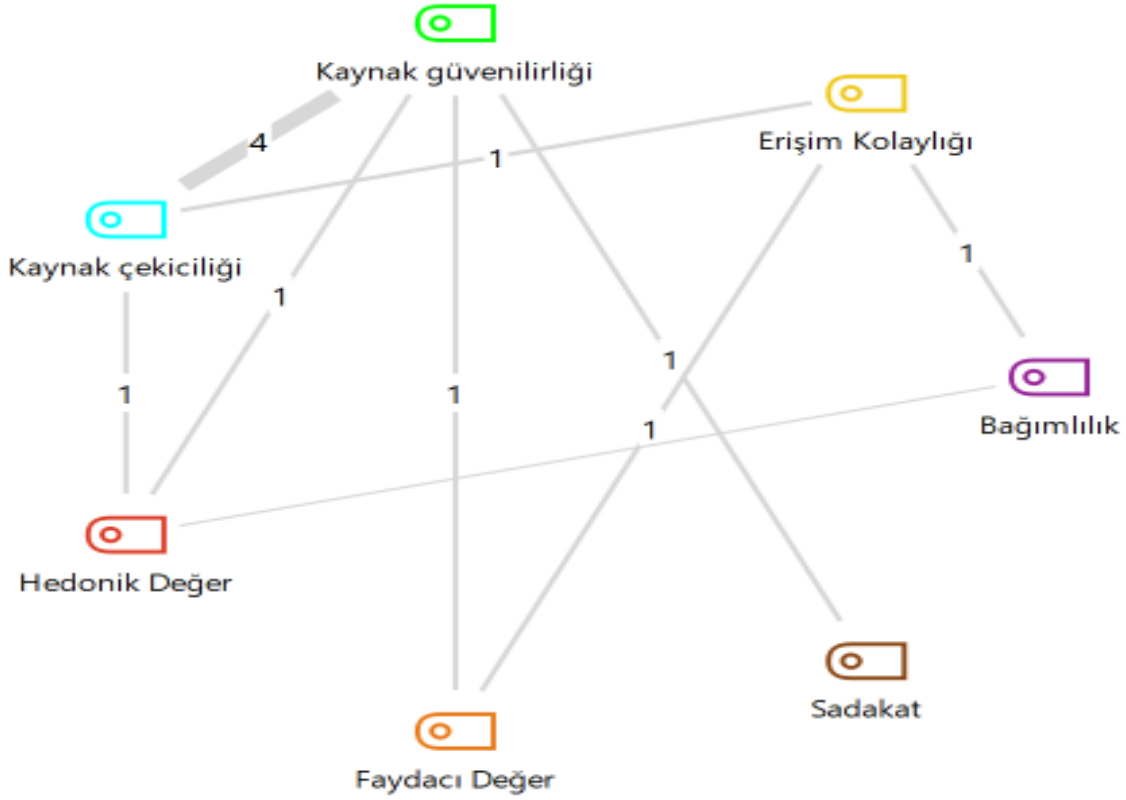 Kaynak güvenilirliği
Erişim Kolaylığı
4
1
Kaynak çekiciliği
1
1
1
1
1
Bağımlılık
1
Hedonik Değer
Sadakat
Faydacı Değer